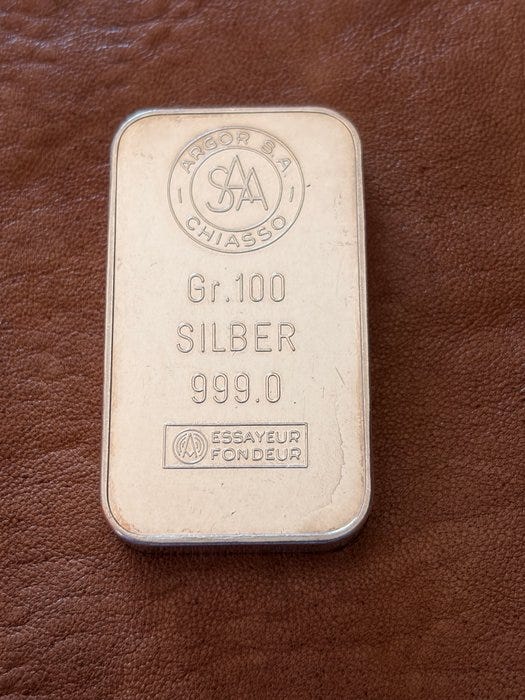 ARGOR S.A.
SAA
CHIASSO
Gr.100
SILBER
999.0
ESSAYEUR
FONDEUR